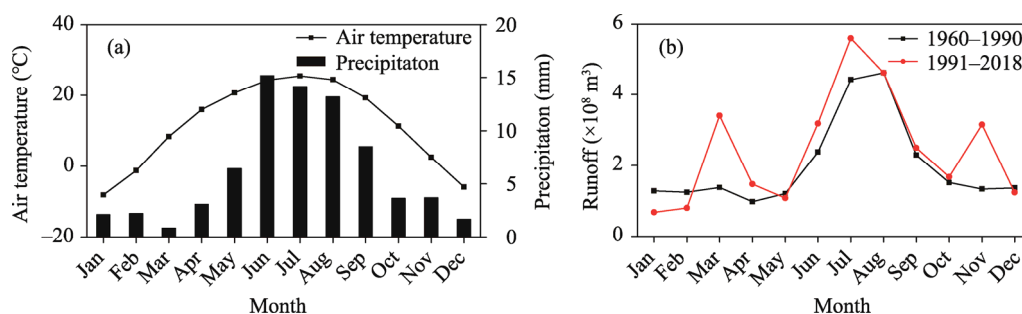 (a)
Air temperature
Precipitaton
Air temperature (°C)
40
20
0
–20
20
15
10
5
0
Precipitaton (mm)
Jan Feb Mar Apr May Jun Jul Aug Sep Oct Nov Dec
Month
(b)
1960–1990
1991–2018
Runoff (×10⁸ m³)
6
4
2
0
Jan Feb Mar Apr May Jun Jul Aug Sep Oct Nov Dec
Month